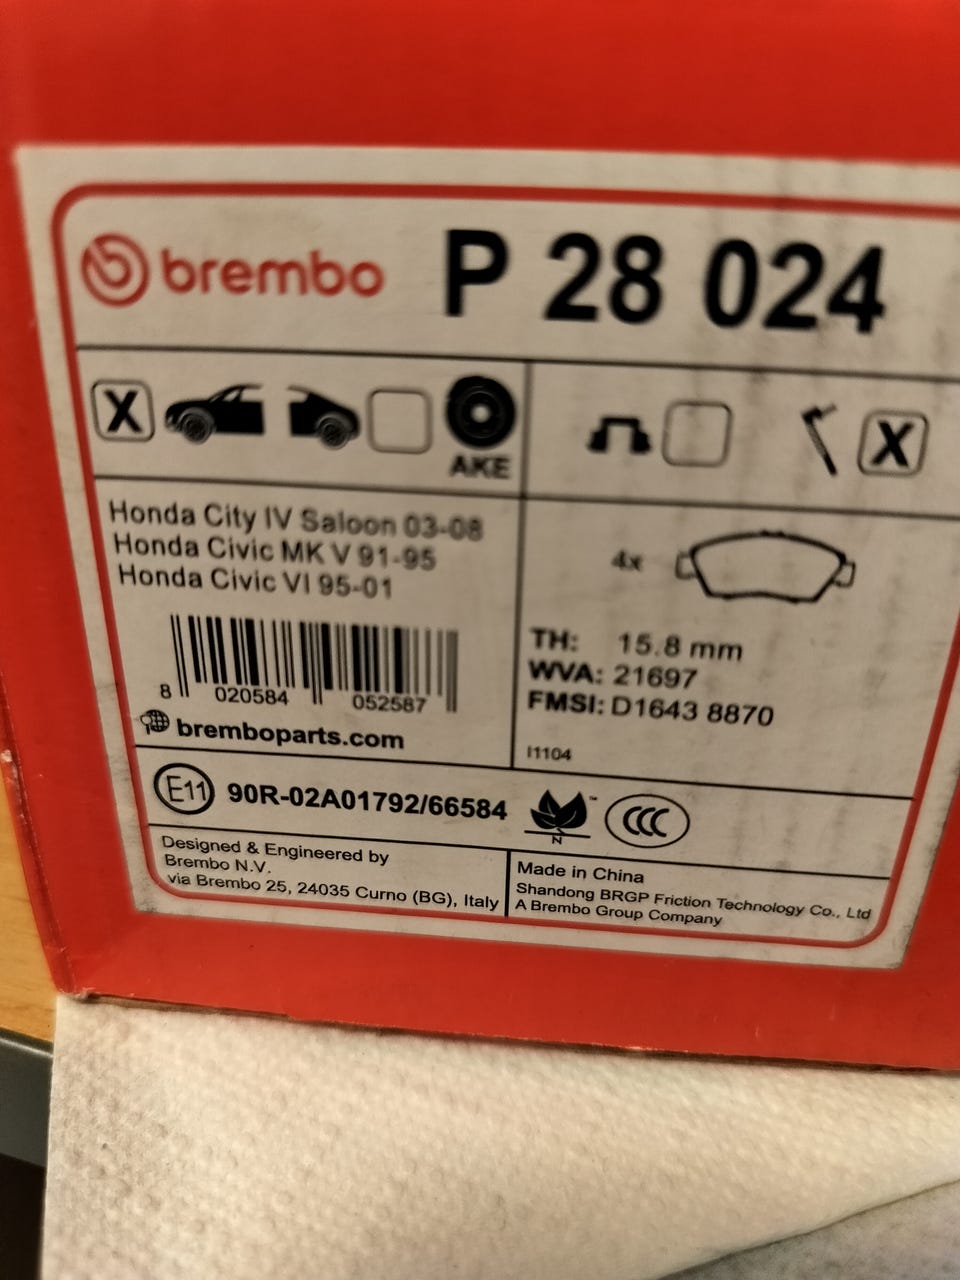 brembo P 28 024
X X
AKE
Honda City IV Saloon 03-08
Honda Civic MK V 91-95
Honda Civic VI 95-01
4x
TH: 15.8 mm
WVA: 21697
FMSI: D1643 8870
8 020584 052587
bremboparts.com
I1104
E11 90R-02A01792/66584
N
CCC
Designed & Engineered by
Brembo N.V.
via Brembo 25, 24035 Curno (BG), Italy
Made in China
Shandong BRGP Friction Technology Co., Ltd
A Brembo Group Company